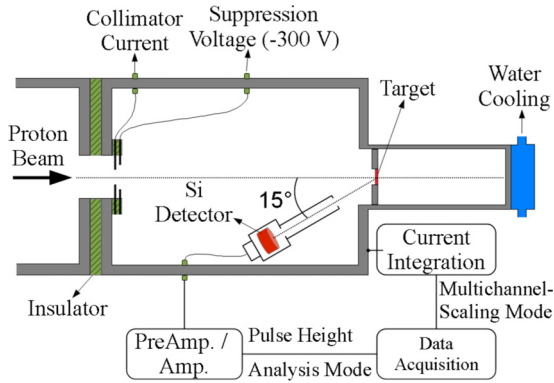 Collimator
Current
Suppression
Voltage (-300 V)
Target
Water
Cooling
Proton
Beam
15°
Si
Detector
Insulator
Current
Integration
Multichannel-
Scaling Mode
PreAmp. /
Amp.
Pulse Height
Analysis Mode
Data
Acquisition